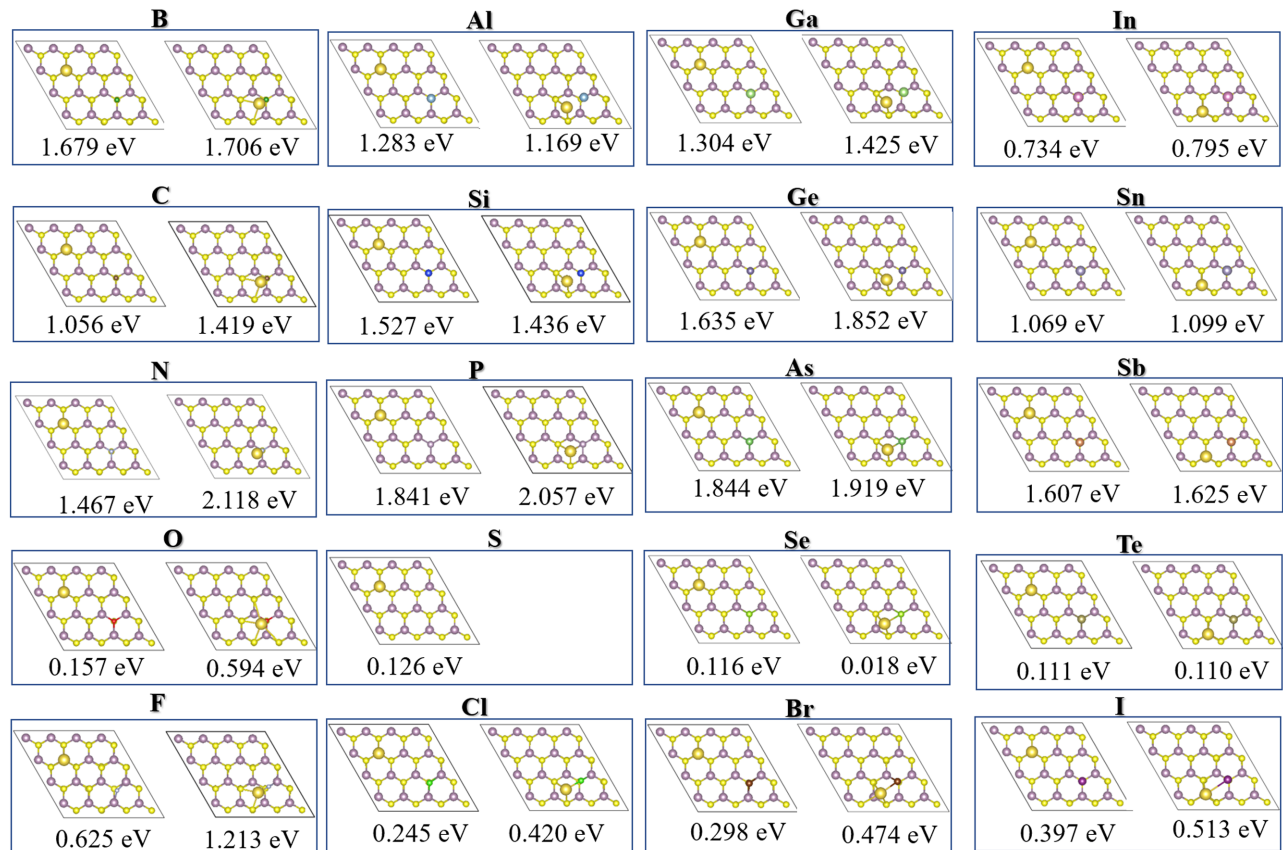 B Al Ga In
1.679 eV 1.706 eV 1.283 eV 1.169 eV 1.304 eV 1.425 eV 0.734 eV 0.795 eV
C Si Ge Sn
1.056 eV 1.419 eV 1.527 eV 1.436 eV 1.635 eV 1.852 eV 1.069 eV 1.099 eV
N P As Sb
1.467 eV 2.118 eV 1.841 eV 2.057 eV 1.844 eV 1.919 eV 1.607 eV 1.625 eV
O S Se Te
0.157 eV 0.594 eV 0.126 eV 0.116 eV 0.018 eV 0.111 eV 0.110 eV
F Cl Br I
0.625 eV 1.213 eV 0.245 eV 0.420 eV 0.298 eV 0.474 eV 0.397 eV 0.513 eV